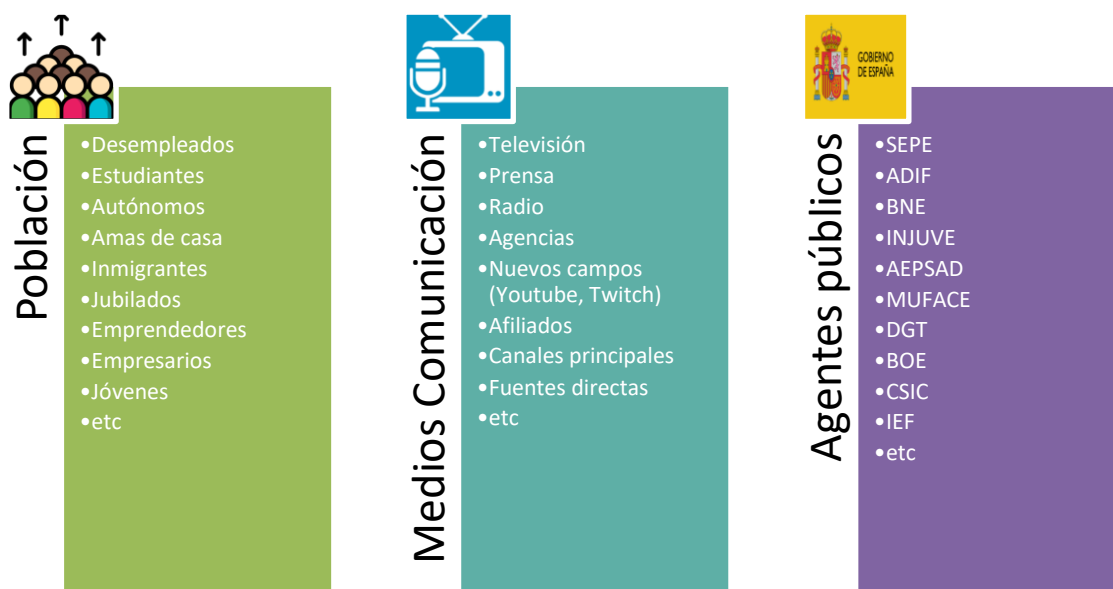 Población
•Desempleados
•Estudiantes
•Autónomos
•Amas de casa
•Inmigrantes
•Jubilados
•Emprendedores
•Empresarios
•Jóvenes
•etc
Medios Comunicación
•Televisión
•Prensa
•Radio
•Agencias
•Nuevos campos
(Youtube, Twitch)
•Afiliados
•Canales principales
•Fuentes directas
•etc
GOBIERNO
DE ESPAÑA
Agentes públicos
•SEPE
•ADIF
•BNE
•INJUVE
•AEPSAD
•MUFACE
•DGT
•BOE
•CSIC
•IEF
•etc